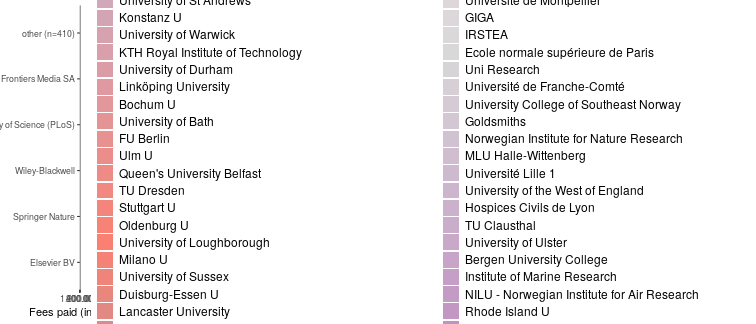 other (n=410)
Frontiers Media SA
y of Science (PLoS)
Wiley-Blackwell
Springer Nature
Elsevier BV
Fees paid (in
University of St Andrews
Konstanz U
University of Warwick
KTH Royal Institute of Technology
University of Durham
Linköping University
Bochum U
University of Bath
FU Berlin
Ulm U
Queen's University Belfast
TU Dresden
Stuttgart U
Oldenburg U
University of Loughborough
Milano U
University of Sussex
Duisburg-Essen U
Lancaster University
Université de Montpellier
GIGA
IRSTEA
Ecole normale supérieure de Paris
Uni Research
Université de Franche-Comté
University College of Southeast Norway
Goldsmiths
Norwegian Institute for Nature Research
MLU Halle-Wittenberg
Université Lille 1
University of the West of England
Hospices Civils de Lyon
TU Clausthal
University of Ulster
Bergen University College
Institute of Marine Research
NILU - Norwegian Institute for Air Research
Rhode Island U